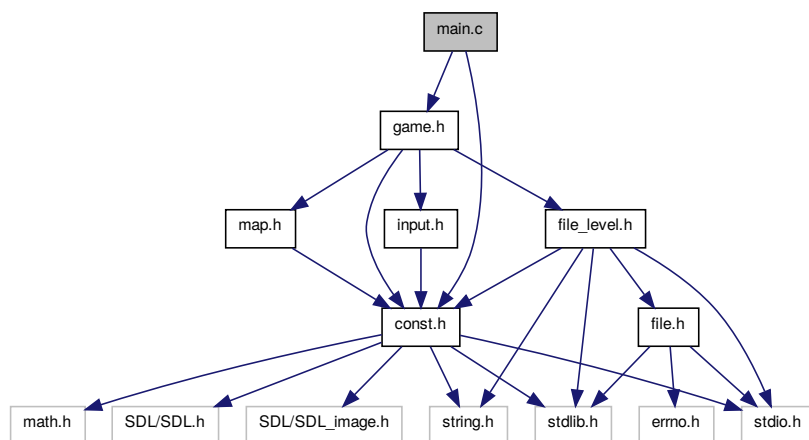 main.c
game.h
map.h
input.h
file_level.h
const.h
file.h
math.h
SDL/SDL.h
SDL/SDL_image.h
string.h
stdlib.h
errno.h
stdio.h